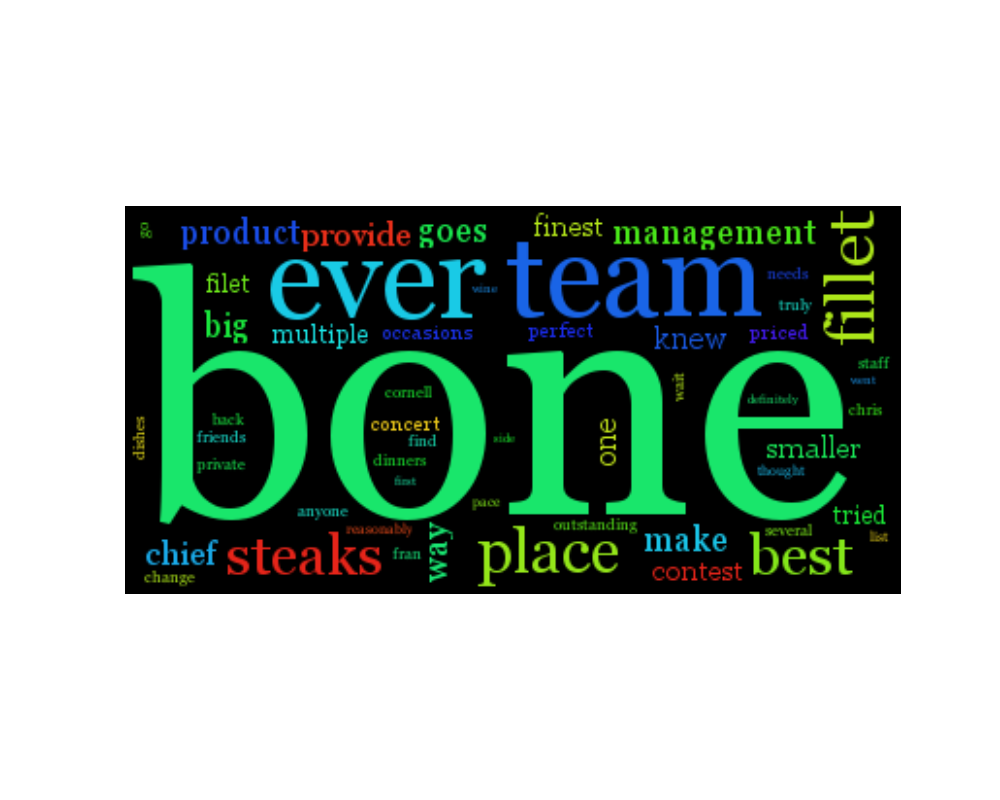 go product provide goes finest management fillet
filet ever wine team needs
truly
big multiple occasions perfect knew priced
bone
staff
went
cornell wait definitely
chris
dishes back concert one
friends find side smaller
private dinners thought
first
pace
anyone tried
reasonably way outstanding several list
chief steaks fran place make best
change contest